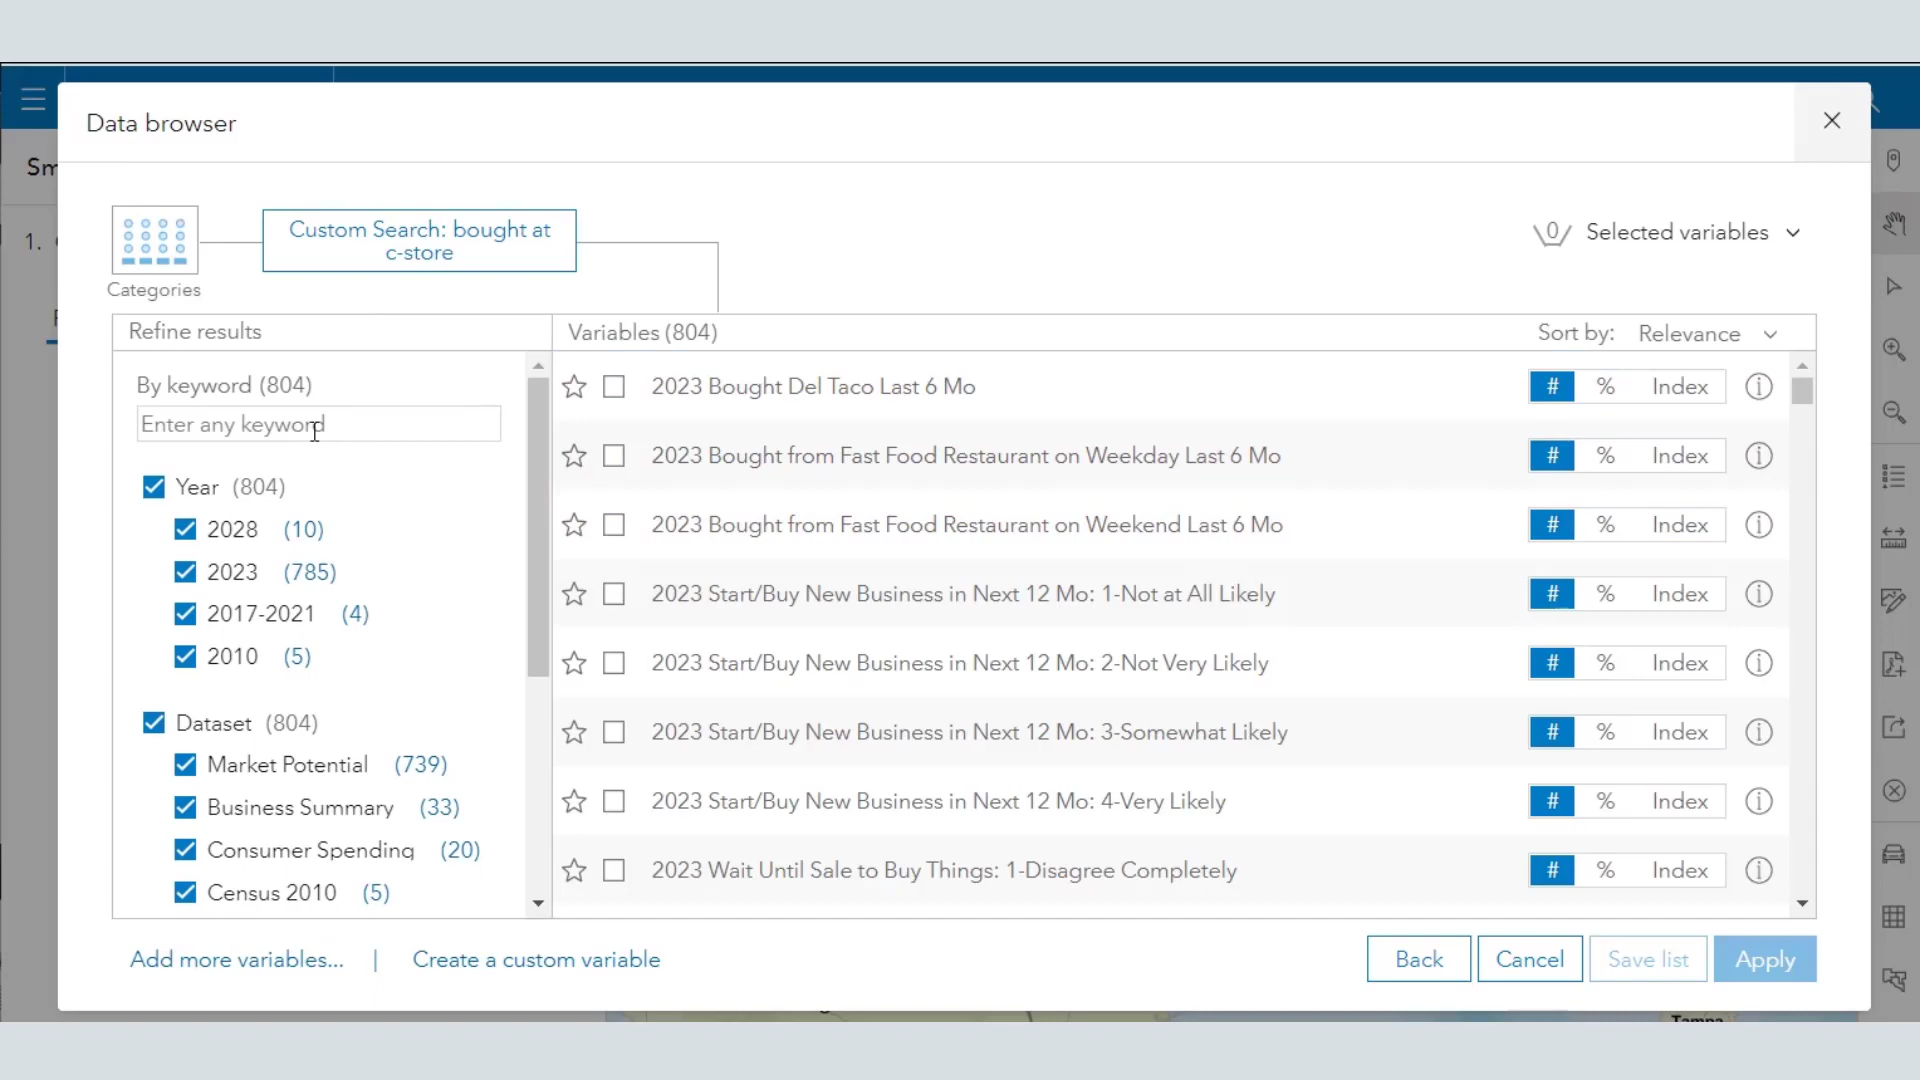 Data browser
Sm
1.
Custom Search: bought at
c-store
0
Selected variables
Categories
Refine results
Variables (804)
Sort by: Relevance
By keyword (804)
Enter any keyword
Year (804)
2028 (10)
2023 (785)
2017-2021 (4)
2010 (5)
Dataset (804)
Market Potential (739)
Business Summary (33)
Consumer Spending (20)
Census 2010 (5)
2023 Bought Del Taco Last 6 Mo # % Index
2023 Bought from Fast Food Restaurant on Weekday Last 6 Mo # % Index
2023 Bought from Fast Food Restaurant on Weekend Last 6 Mo # % Index
2023 Start/Buy New Business in Next 12 Mo: 1-Not at All Likely # % Index
2023 Start/Buy New Business in Next 12 Mo: 2-Not Very Likely # % Index
2023 Start/Buy New Business in Next 12 Mo: 3-Somewhat Likely # % Index
2023 Start/Buy New Business in Next 12 Mo: 4-Very Likely # % Index
2023 Wait Until Sale to Buy Things: 1-Disagree Completely # % Index
Add more variables... | Create a custom variable
Back Cancel Save list Apply
Tampa